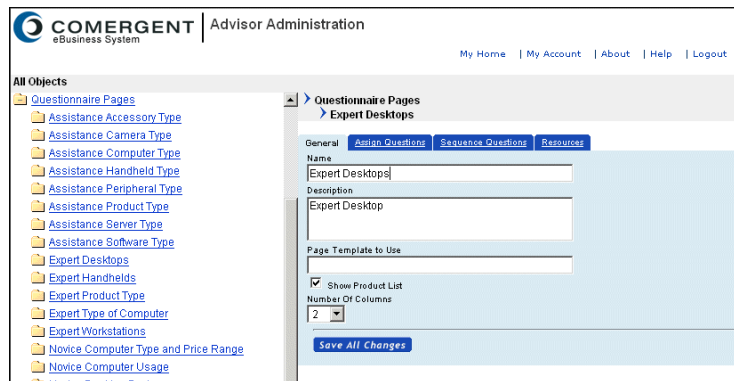 COMERGENT
eBusiness System
Advisor Administration
My Home | My Account | About | Help | Logout
All Objects
Questionnaire Pages
Assistance Accessory Type
Assistance Camera Type
Assistance Computer Type
Assistance Handheld Type
Assistance Peripheral Type
Assistance Product Type
Assistance Server Type
Assistance Software Type
Expert Desktops
Expert Handhelds
Expert Product Type
Expert Type of Computer
Expert Workstations
Novice Computer Type and Price Range
Novice Computer Usage
Questionnaire Pages
Expert Desktops
General Assign Questions Sequence Questions Resources
Name
Expert Desktops
Description
Expert Desktop
Page Template to Use
Show Product List
Number Of Columns
2
Save All Changes